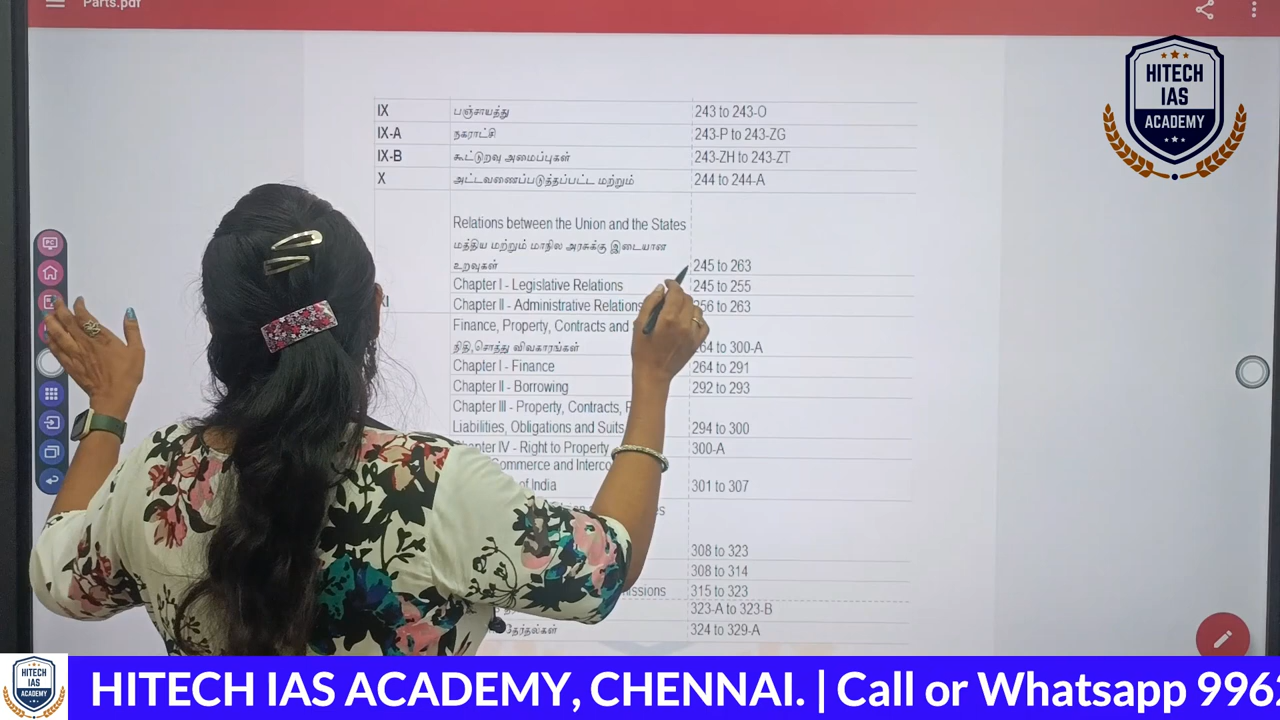 Parts.pdf
HITECH
IAS
ACADEMY
IX பஞ்சாயத்து 243 to 243-O
IX-A நகராட்சி 243-P to 243-ZG
IX-B கூட்டுறவு அமைப்புகள் 243-ZH to 243-ZT
X அட்டவணைப்படுத்தப்பட்ட மற்றும் 244 to 244-A
Relations between the Union and the States
மத்திய மற்றும் மாநில அரசுக்கு இடையான
உறவுகள் 245 to 263
Chapter I - Legislative Relations 245 to 255
Chapter II - Administrative Relations 256 to 263
Finance, Property, Contracts and
நிதி,சொத்து விவகாரங்கள் 264 to 300-A
Chapter I - Finance 264 to 291
Chapter II - Borrowing 292 to 293
Chapter III - Property, Contracts,
Liabilities, Obligations and Suits 294 to 300
Chapter IV - Right to Property 300-A
Commerce and
of India 301 to 307
308 to 323
308 to 314
315 to 323
323-A to 323-B
தேர்தல்கள் 324 to 329-A
HITECH
IAS
ACADEMY
HITECH IAS ACADEMY, CHENNAI. | Call or Whatsapp 996